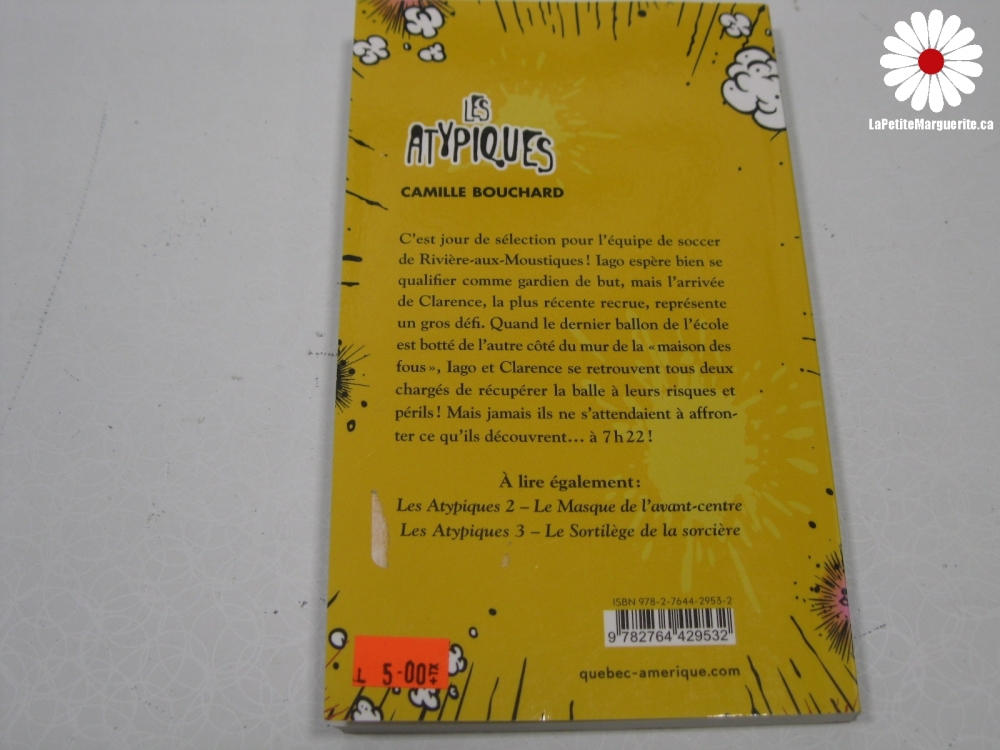 LaPetiteMarguerite.ca
LES
ATYPIQUES
CAMILLE BOUCHARD
C'est jour de sélection pour l'équipe de soccer
de Rivière-aux-Moustiques ! Iago espère bien se
qualifier comme gardien de but, mais l'arrivée
de Clarence, la plus récente recrue, représente
un gros défi. Quand le dernier ballon de l'école
est botté de l'autre côté du mur de la « maison des
fous », Iago et Clarence se retrouvent tous deux
chargés de récupérer la balle à leurs risques et
périls ! Mais jamais ils ne s'attendaient à affron-
ter ce qu'ils découvrent... à 7 h 22 !
À lire également :
Les Atypiques 2 – Le Masque de l'avant-centre
Les Atypiques 3 – Le Sortilège de la sorcière
ISBN 978-2-7644-2953-2
9 782764 429532
L 5-00+TX
quebec-amerique.com